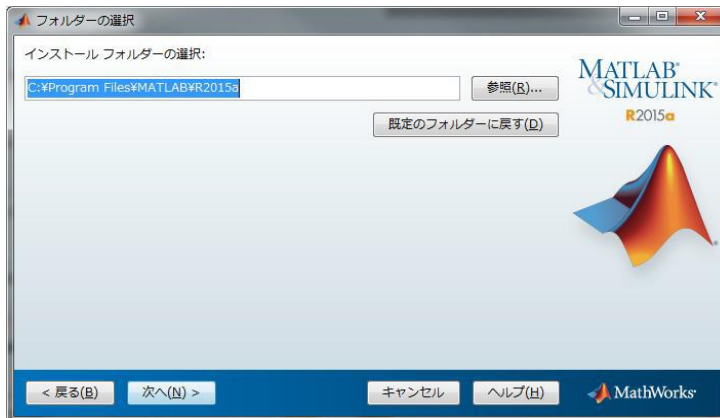 フォルダーの選択
インストール フォルダーの選択:
C:¥Program Files¥MATLAB¥R2015a
参照(R)...
既定のフォルダーに戻す(D)
MATLAB®
&SIMULINK®
R2015a
< 戻る(B)
次へ(N) >
キャンセル
ヘルプ(H)
MathWorks®